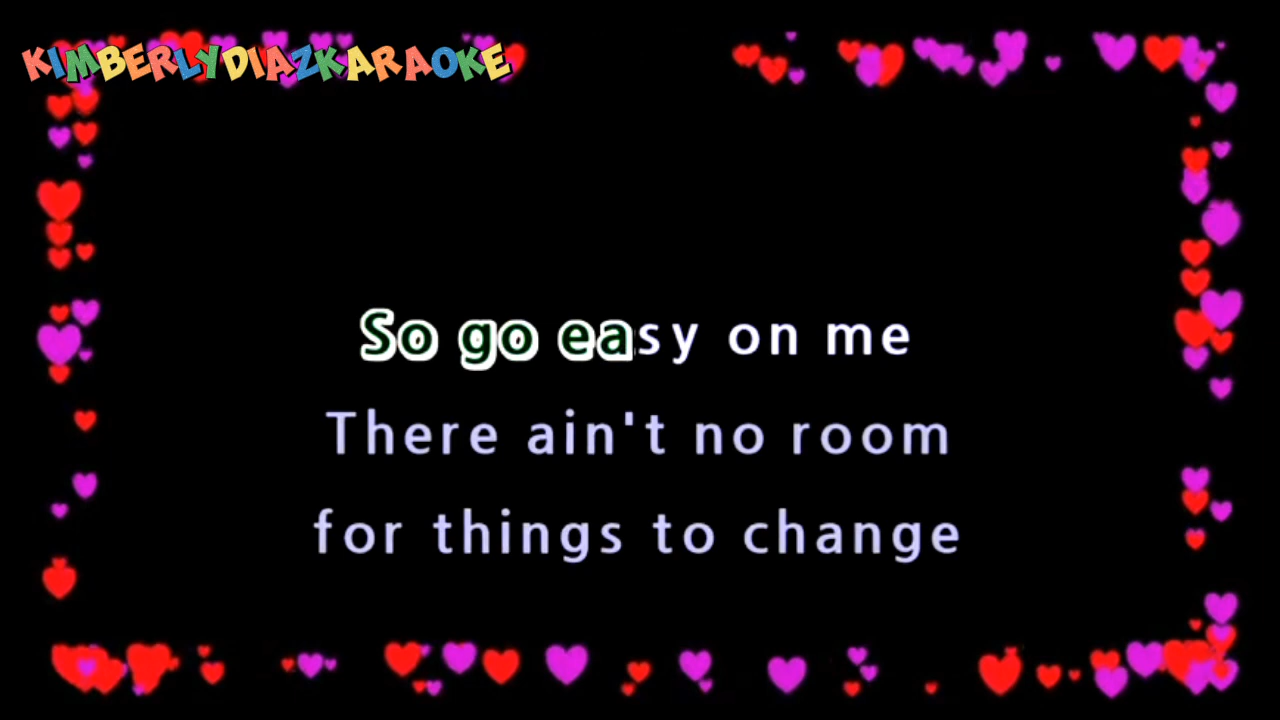 KIMBERLYDIAZKARAOKE
So go easy on me
There ain't no room
for things to change